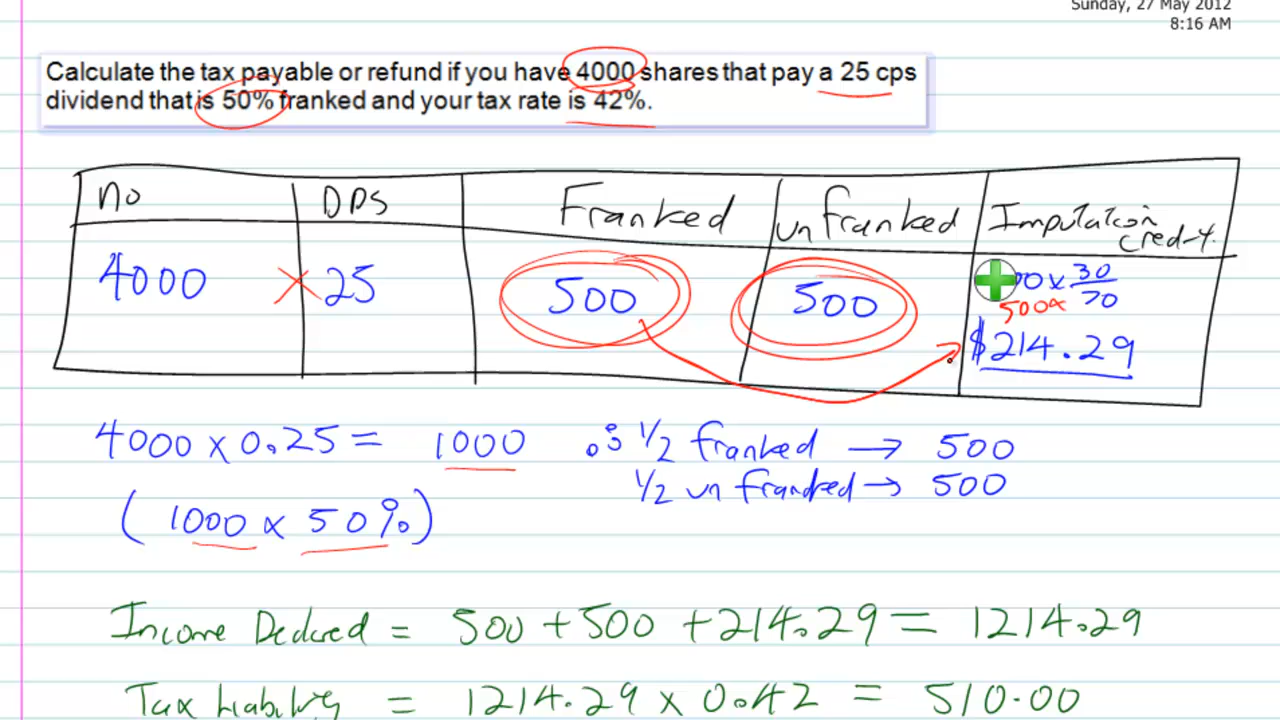 Sunday, 27 May 2012
8:16 AM
Calculate the tax payable or refund if you have 4000 shares that pay a 25 cps
dividend that is 50% franked and your tax rate is 42%.
no DPS Franked unfranked Imputation
credit.
4000 × 25 500 500 00 x 30/70
500x
$214.29
4000 x 0.25 = 1000 ∴ 1/2 franked → 500
1/2 un franked → 500
(1000 x 50%)
Income Declared = 500 + 500 + 214.29 = 1214.29
Tax Liability = 1214.29 x 0.42 = 510.00